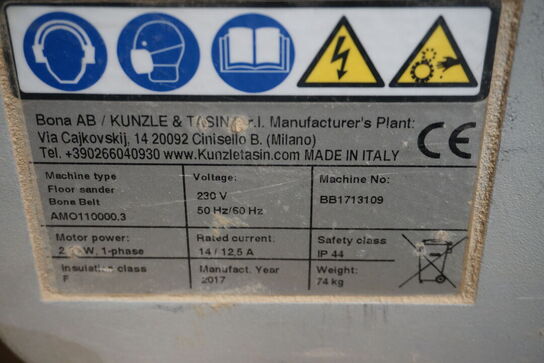 Bona AB / KUNZLE & TASIN r.l. Manufacturer's Plant:
Via Cajkovskij, 14 20092 Cinisello B. (Milano)
Tel. +390266040930 www.Kunzletasin.com MADE IN ITALY
CE
Machine type
Floor sander
Bona Belt
AMO110000.3
Voltage:
230 V
50 Hz/60 Hz
Machine No:
BB1713109
Motor power:
W, 1-phase
Rated current:
14 / 12,5 A
Safety class
IP 44
Insulation class
F
Manufact. Year
2017
Weight:
74 kg